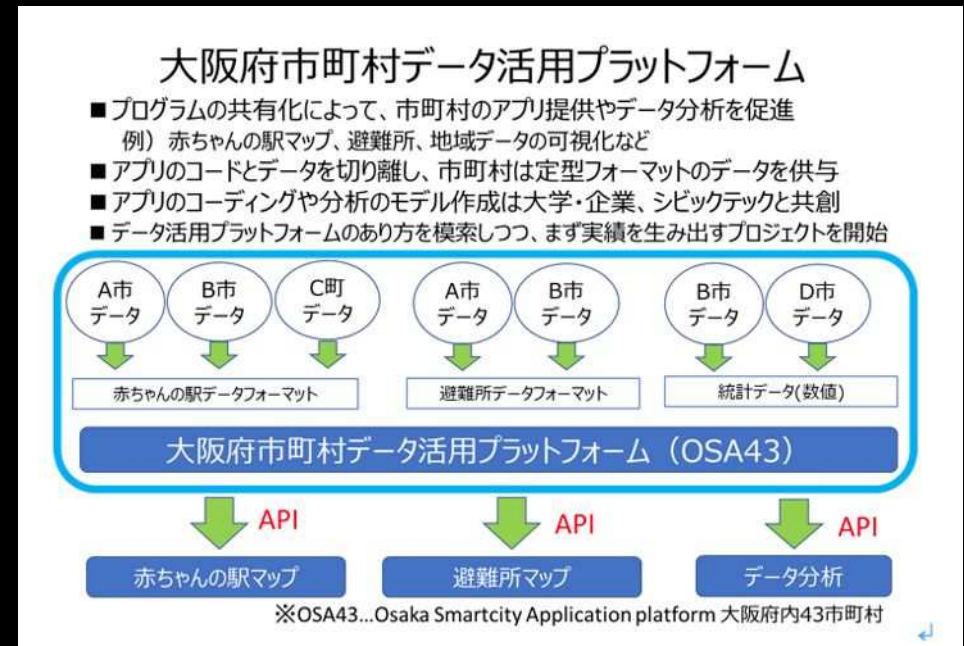 大阪府市町村データ活用プラットフォーム
■プログラムの共有化によって、市町村のアプリ提供やデータ分析を促進
例）赤ちゃんの駅マップ、避難所、地域データの可視化など
■アプリのコードとデータを切り離し、市町村は定型フォーマットのデータを供与
■アプリのコーディングや分析のモデル作成は大学・企業、シビックテックと共創
■データ活用プラットフォームのあり方を模索しつつ、まず実績を生み出すプロジェクトを開始
A市
データ
B市
データ
C町
データ
A市
データ
B市
データ
B市
データ
D市
データ
赤ちゃんの駅データフォーマット
避難所データフォーマット
統計データ(数値)
大阪府市町村データ活用プラットフォーム（OSA43）
API
API
API
赤ちゃんの駅マップ
避難所マップ
データ分析
※OSA43...Osaka Smartcity Application platform 大阪府内43市町村